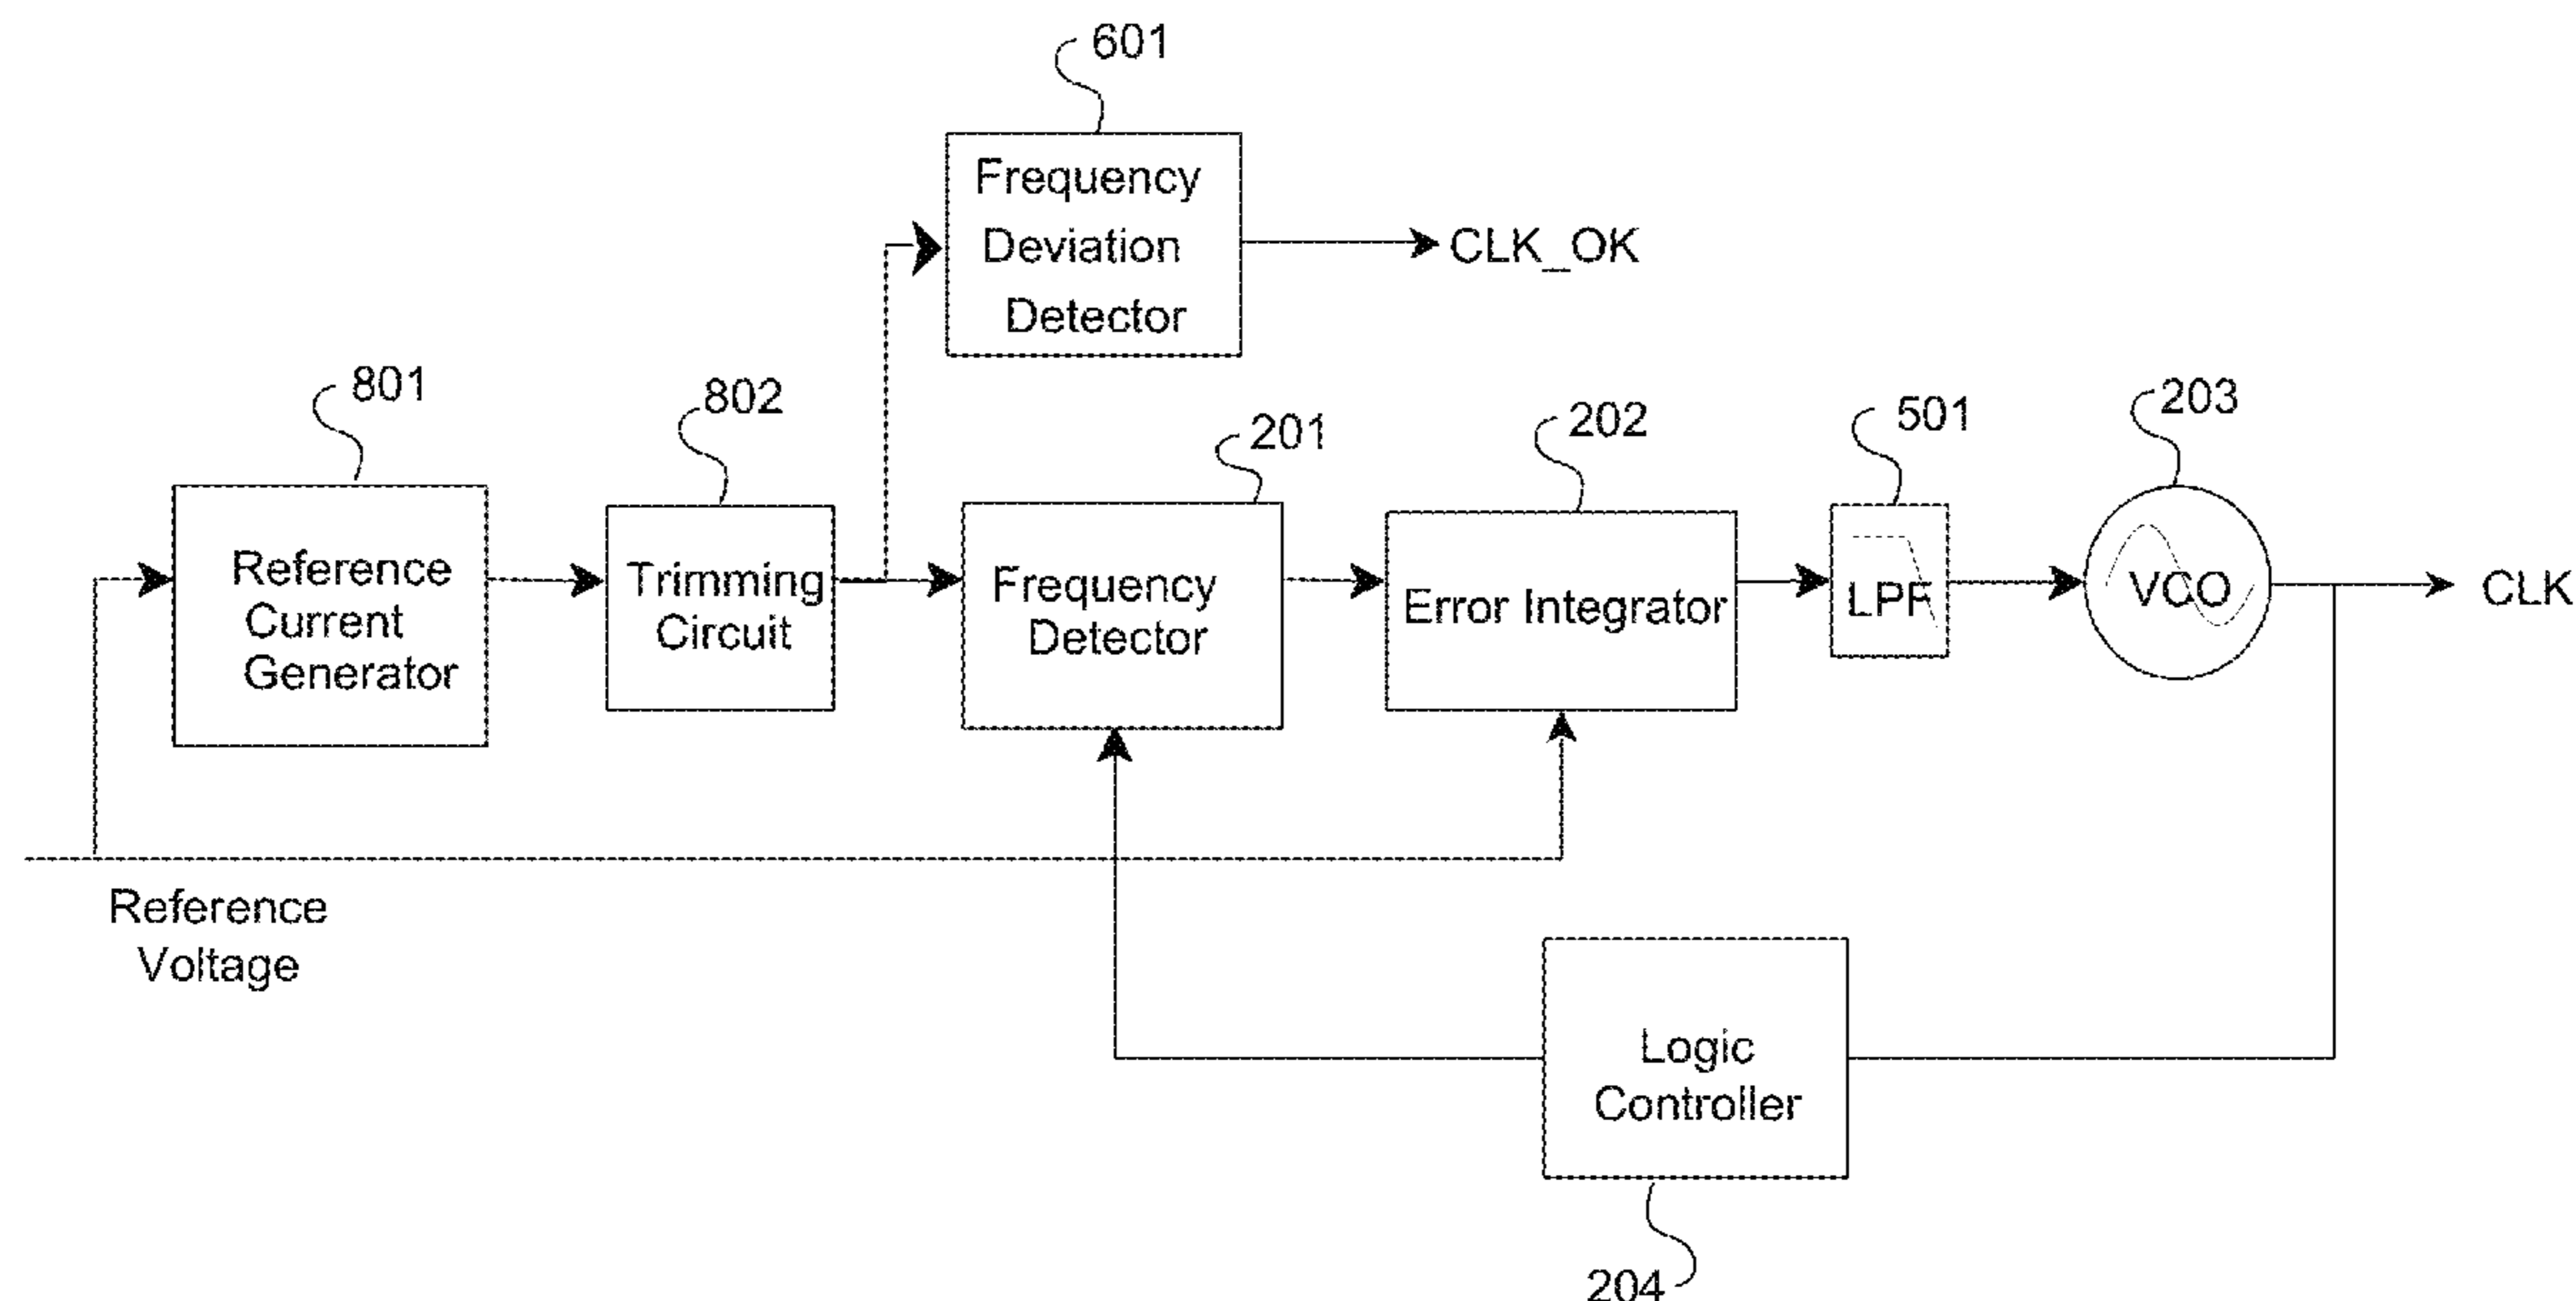 601
Frequency
Deviation
Detector
CLK_OK
801
802
201
202
501
203
Reference
Current
Generator
Trimming
Circuit
Frequency
Detector
Error Integrator
LPF
VCO
CLK
Reference
Voltage
Logic
Controller
204